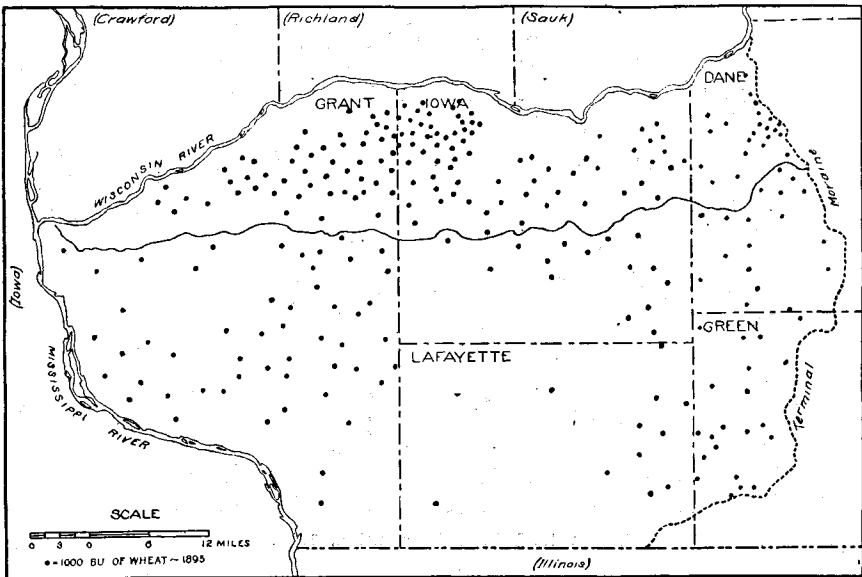 (Crawford)
(Richland)
(Sauk)
DANE
GRANT
IOWA
WISCONSIN RIVER
Moraine
(Iowa)
GREEN
LAFAYETTE
MISSISSIPPI
RIVER
Terminal
SCALE
6 3 0 6 12 MILES
•=1000 BU OF WHEAT~1895
(Illinois)